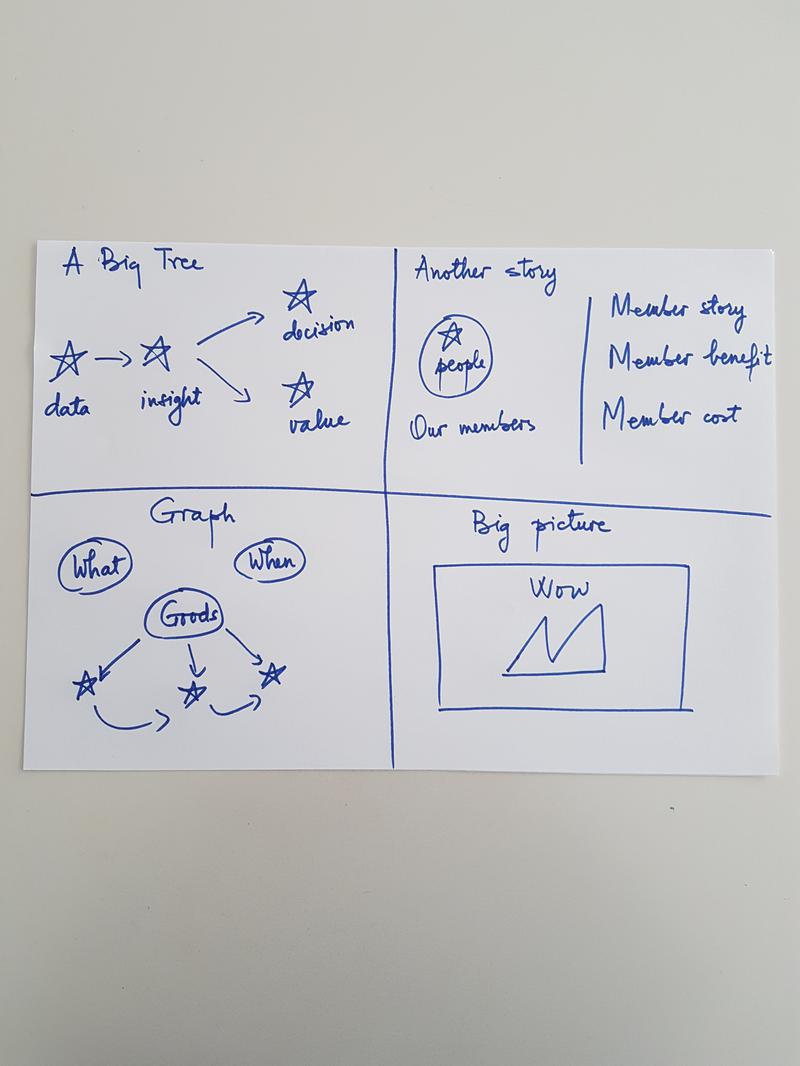 A Big Tree
data
insight
decision
value
Another story
people
Our members
Member story
Member benefit
Member cost
Graph
What
When
Goods
Big picture
Wow